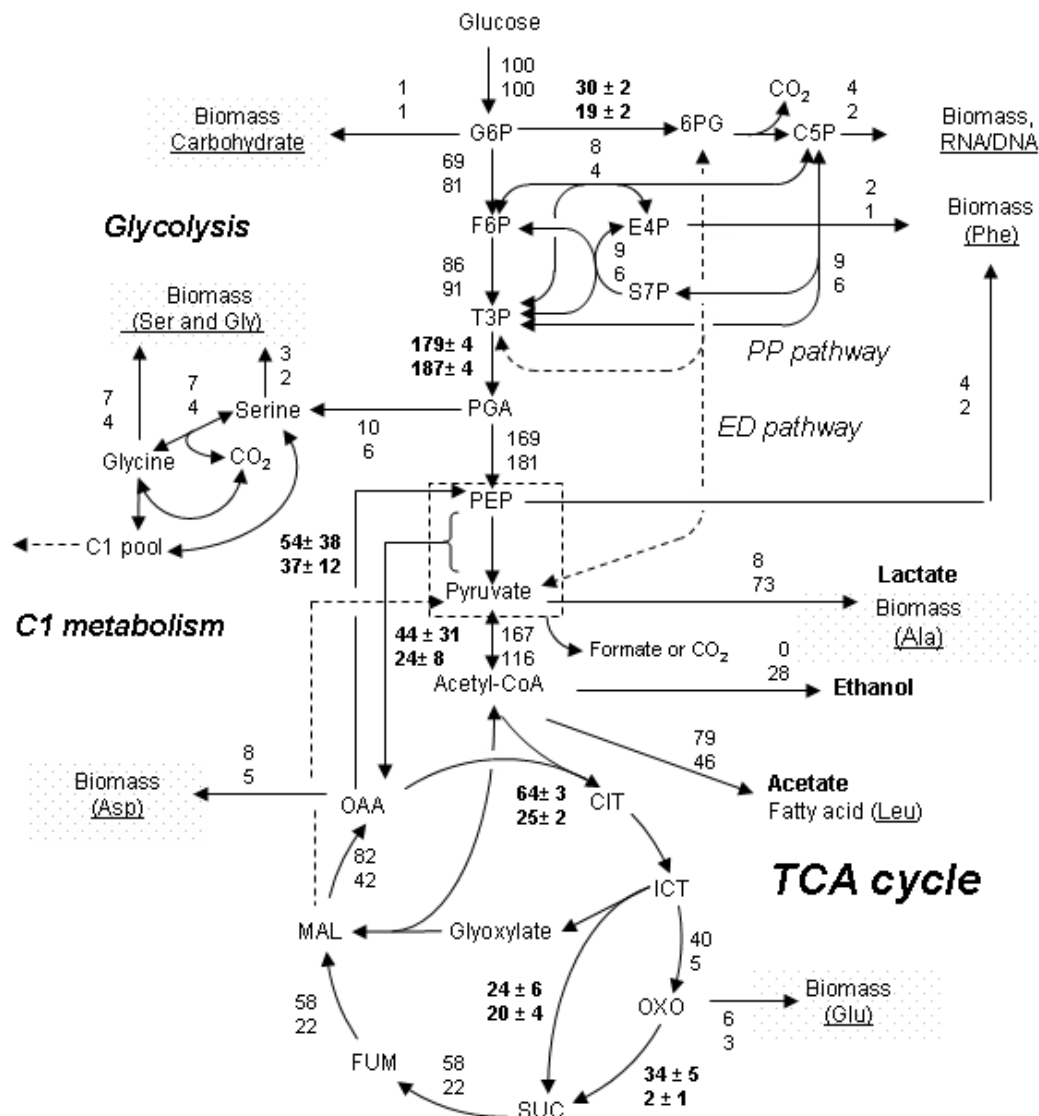 Glucose
100
100
30 ± 2
19 ± 2
CO2
4
2
1
1
Biomass
Carbohydrate
G6P
6PG
C5P
Biomass,
RNA/DNA
69
81
8
4
2
1
Glycolysis
F6P
E4P
Biomass
(Phe)
86
91
9
6
S7P
9
6
Biomass
(Ser and Gly)
T3P
179± 4
187± 4
PP pathway
3
2
7
4
7
4
Serine
PGA
10
6
4
2
ED pathway
Glycine
CO2
169
181
PEP
C1 pool
54± 38
37± 12
Pyruvate
8
73
Lactate
Biomass
(Ala)
C1 metabolism
44 ± 31
24± 8
167
116
Formate or CO2
0
28
Acetyl-CoA
Ethanol
79
46
8
5
Biomass
(Asp)
OAA
64± 3
25± 2
CIT
Acetate
Fatty acid (Leu)
82
42
TCA cycle
ICT
MAL
Glyoxylate
40
5
24 ± 6
20 ± 4
58
22
OXO
Biomass
(Glu)
6
3
FUM
58
22
34 ± 5
2 ± 1
SUC